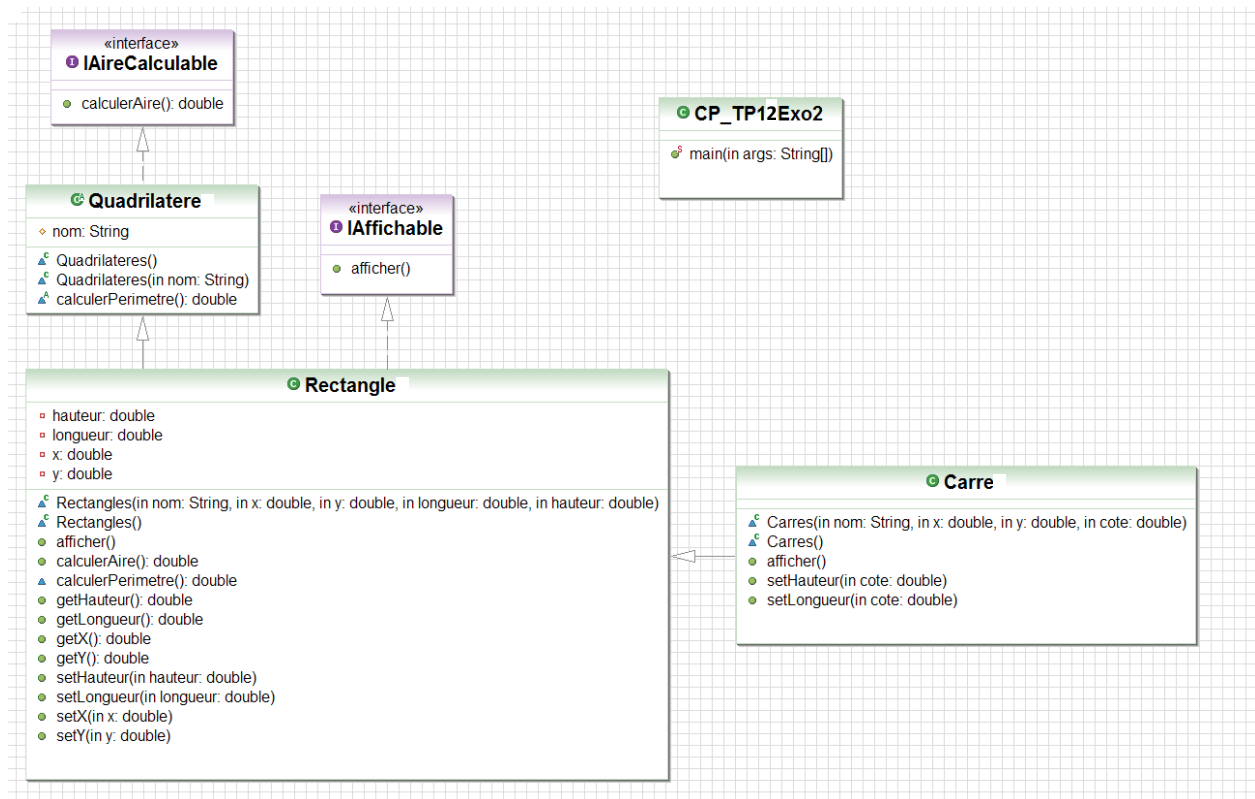 «interface»
IAireCalculable
calculerAire(): double
CP_TP12Exo2
main(in args: String[])
Quadrilatere
nom: String
Quadrilateres()
Quadrilateres(in nom: String)
calculerPerimetre(): double
«interface»
IAffichable
afficher()
Rectangle
hauteur: double
longueur: double
x: double
y: double
Rectangles(in nom: String, in x: double, in y: double, in longueur: double, in hauteur: double)
Rectangles()
afficher()
calculerAire(): double
calculerPerimetre(): double
getHauteur(): double
getLongueur(): double
getX(): double
getY(): double
setHauteur(in hauteur: double)
setLongueur(in longueur: double)
setX(in x: double)
setY(in y: double)
Carre
Carres(in nom: String, in x: double, in y: double, in cote: double)
Carres()
afficher()
setHauteur(in cote: double)
setLongueur(in cote: double)